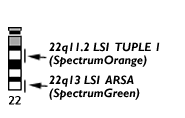 22q11.2 LSI TUPLE 1
(SpectrumOrange)
22q13 LSI ARSA
(SpectrumGreen)
22